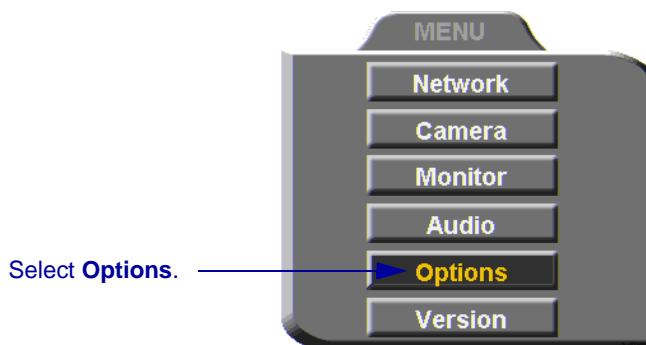 MENU
Network
Camera
Monitor
Audio
Select Options.
Options
Version